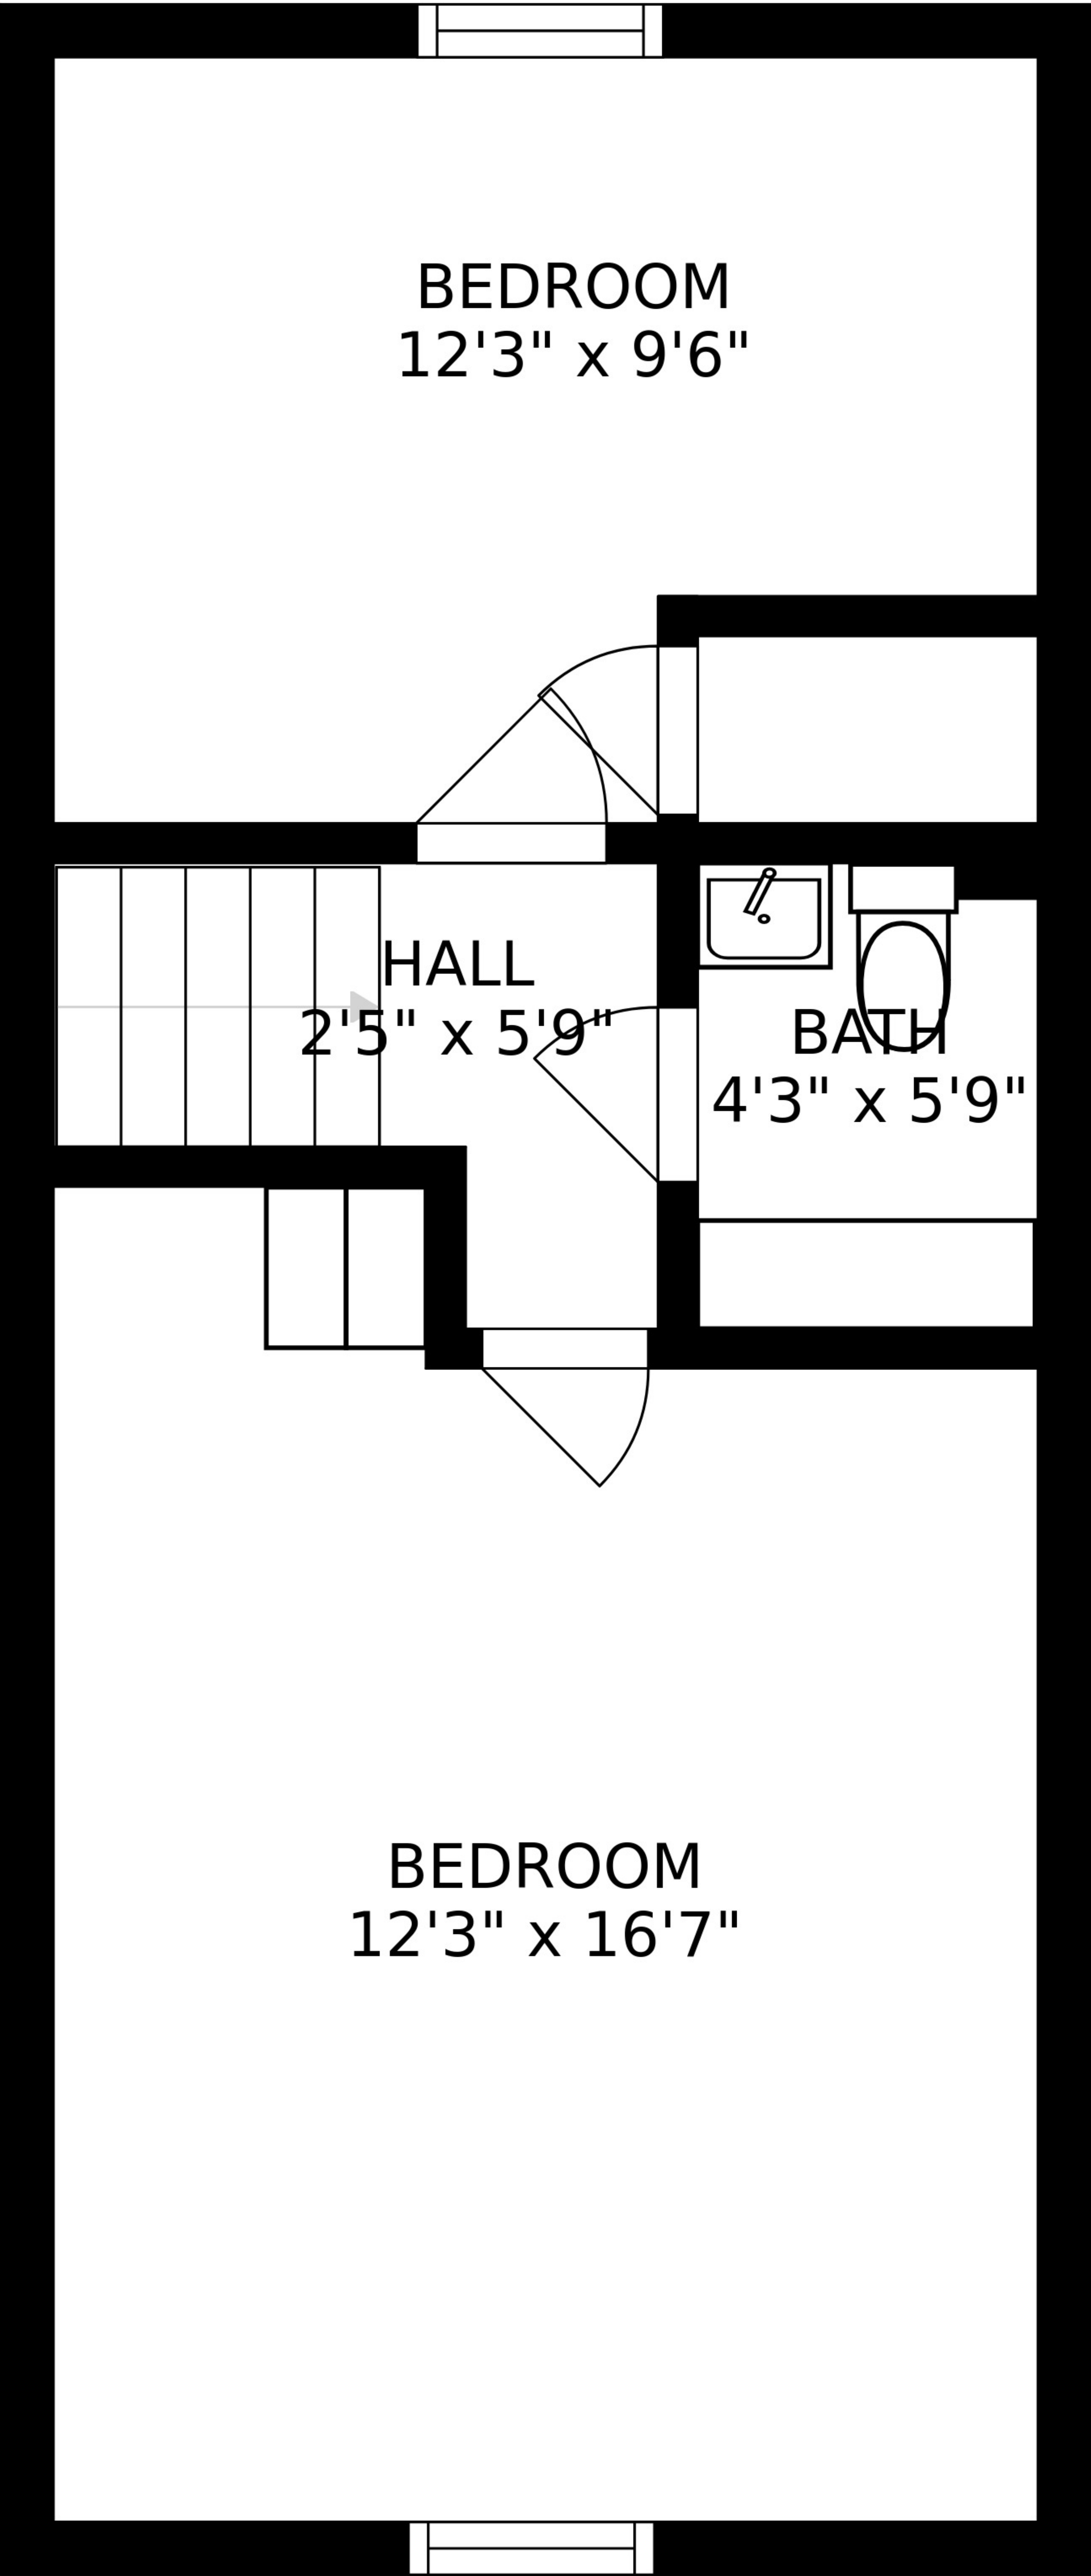 BEDROOM
12'3" x 9'6"
HALL
2'5" x 5'9"
BATH
4'3" x 5'9"
BEDROOM
12'3" x 16'7"